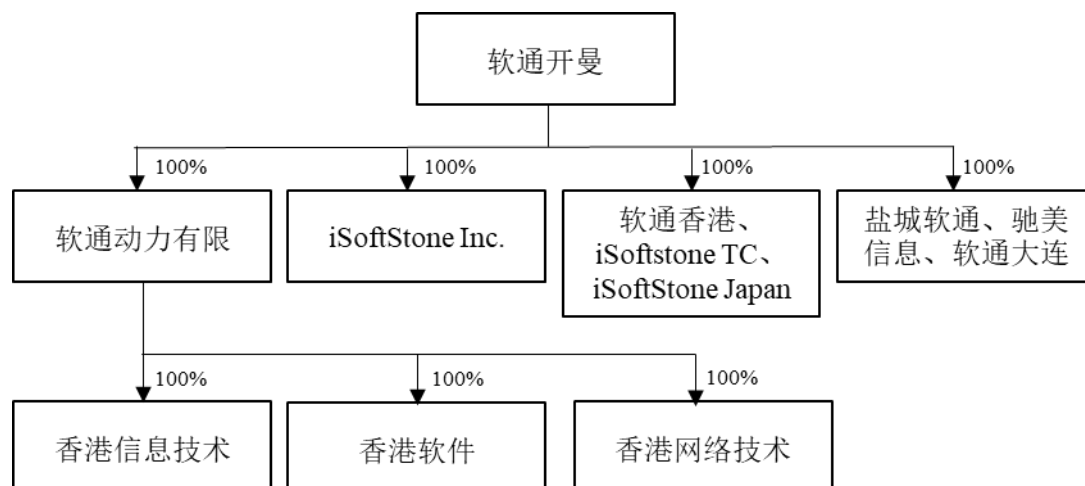 软通开曼
100%
100%
100%
100%
软通动力有限
iSoftStone Inc.
软通香港、
iSoftstone TC、
iSoftStone Japan
盐城软通、驰美
信息、软通大连
100%
100%
100%
香港信息技术
香港软件
香港网络技术